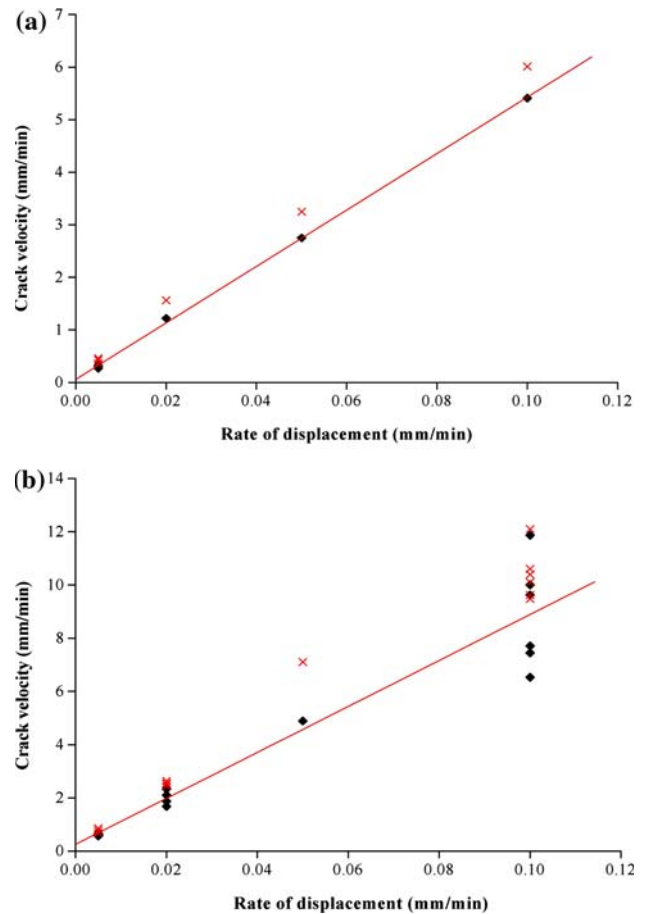 (a)
7
6
5
4
3
2
1
0
Crack velocity (mm/min)
0.00 0.02 0.04 0.06 0.08 0.10 0.12
Rate of displacement (mm/min)
(b)
14
12
10
8
6
4
2
0
Crack velocity (mm/min)
0.00 0.02 0.04 0.06 0.08 0.10 0.12
Rate of displacement (mm/min)